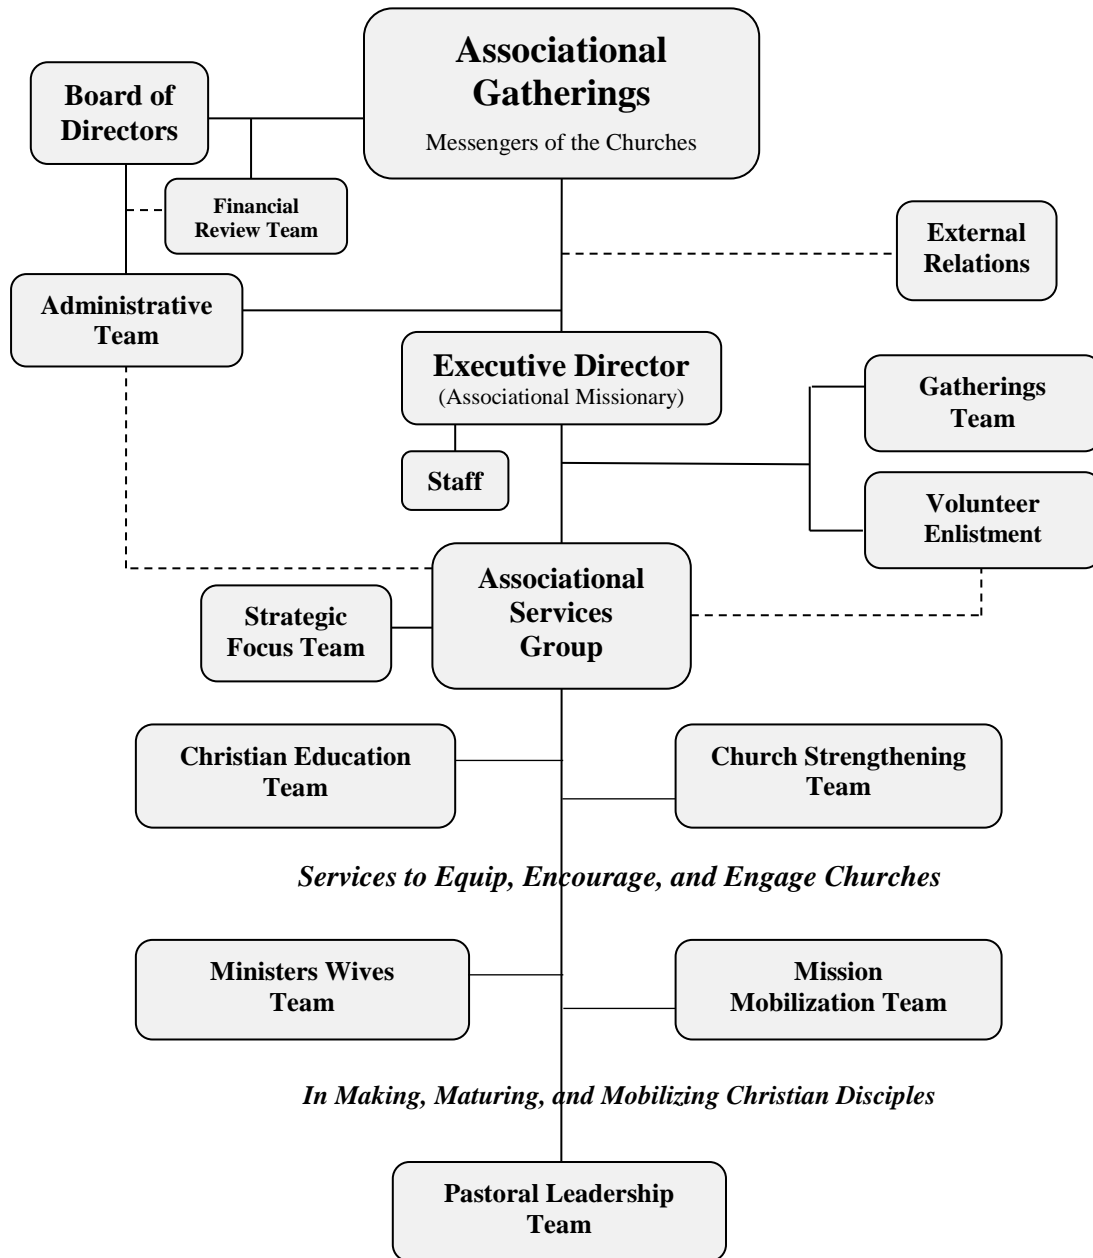 Associational
Gatherings
Messengers of the Churches
Board of
Directors
Financial
Review Team
External
Relations
Administrative
Team
Executive Director
(Associational Missionary)
Gatherings
Team
Staff
Volunteer
Enlistment
Associational
Services
Group
Strategic
Focus Team
Christian Education
Team
Church Strengthening
Team
Services to Equip, Encourage, and Engage Churches
Ministers Wives
Team
Mission
Mobilization Team
In Making, Maturing, and Mobilizing Christian Disciples
Pastoral Leadership
Team